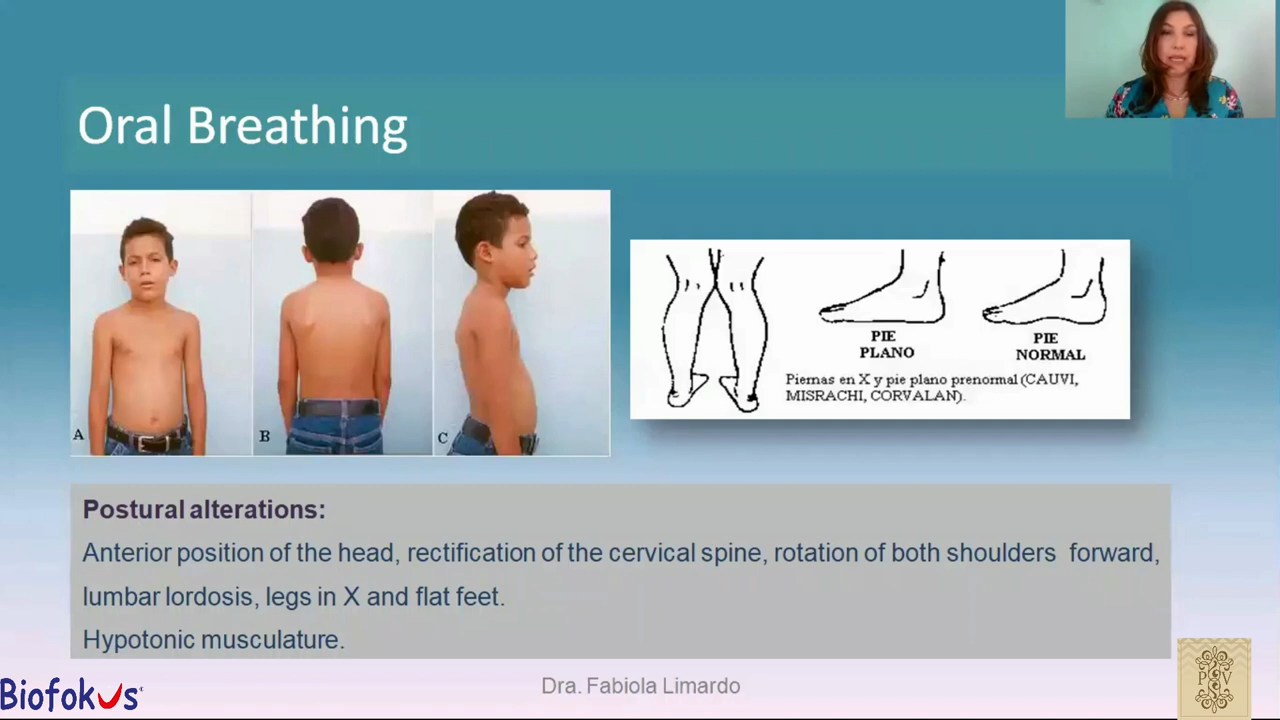 Oral Breathing
A
B
C
PIE
PLANO
PIE
NORMAL
Piernas en X y pie plano prenormal (CAUVI,
MISRACHI, CORVALAN).
Postural alterations:
Anterior position of the head, rectification of the cervical spine, rotation of both shoulders forward,
lumbar lordosis, legs in X and flat feet.
Hypotonic musculature.
Biofokus
Dra. Fabiola Limardo
P V